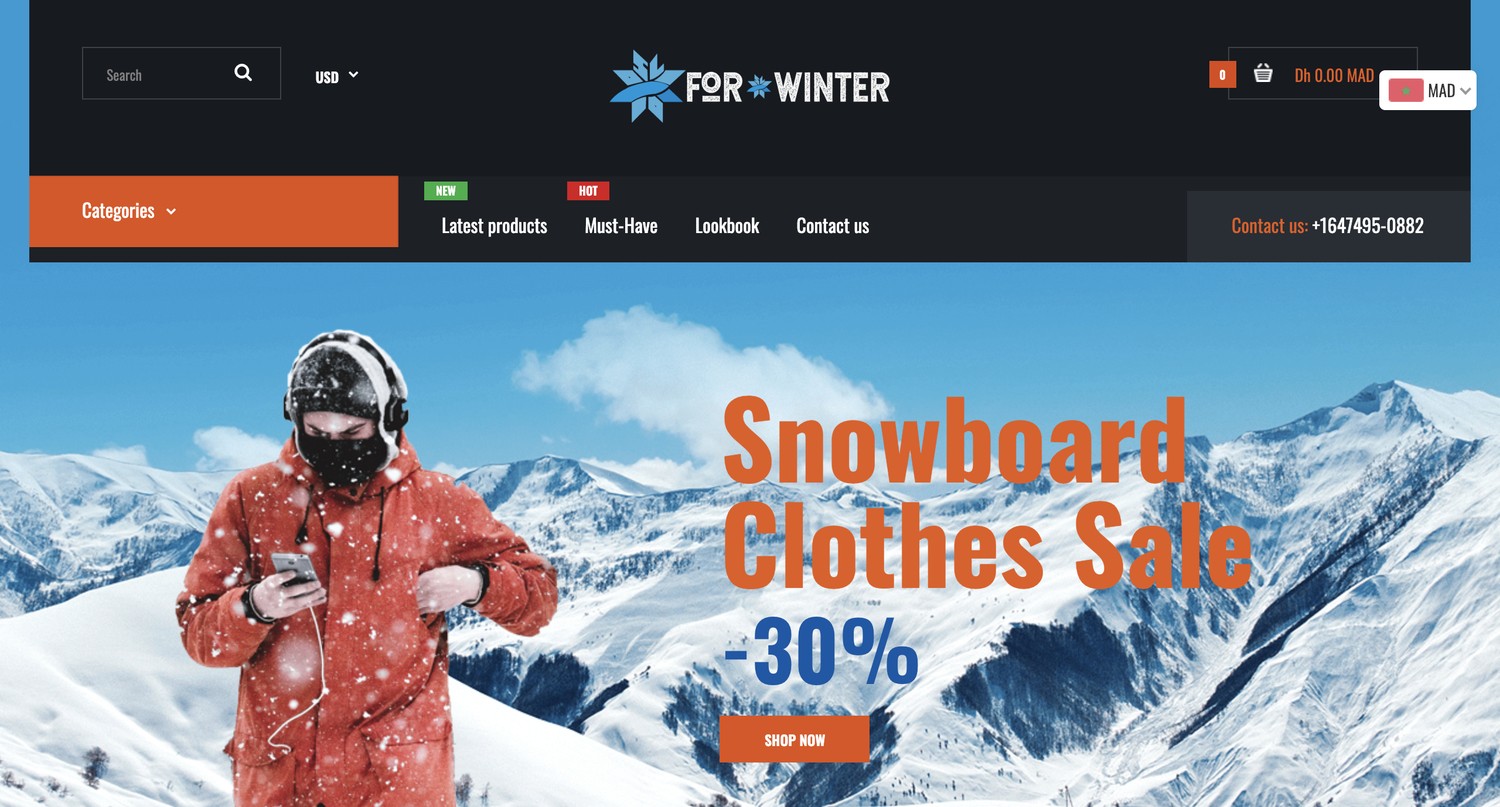 Search
USD
FOR WINTER
0
Dh 0.00 MAD
MAD
Categories
NEW
Latest products
HOT
Must-Have
Lookbook
Contact us
Contact us: +1647495-0882
Snowboard
Clothes Sale
-30%
SHOP NOW